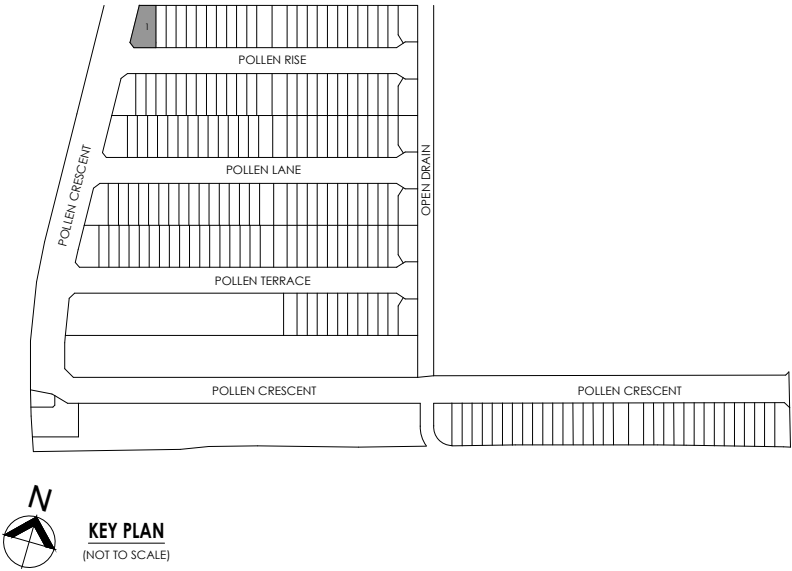 1
POLLEN RISE
POLLEN CRESCENT
POLLEN LANE
OPEN DRAIN
POLLEN TERRACE
POLLEN CRESCENT
POLLEN CRESCENT
N
KEY PLAN
(NOT TO SCALE)